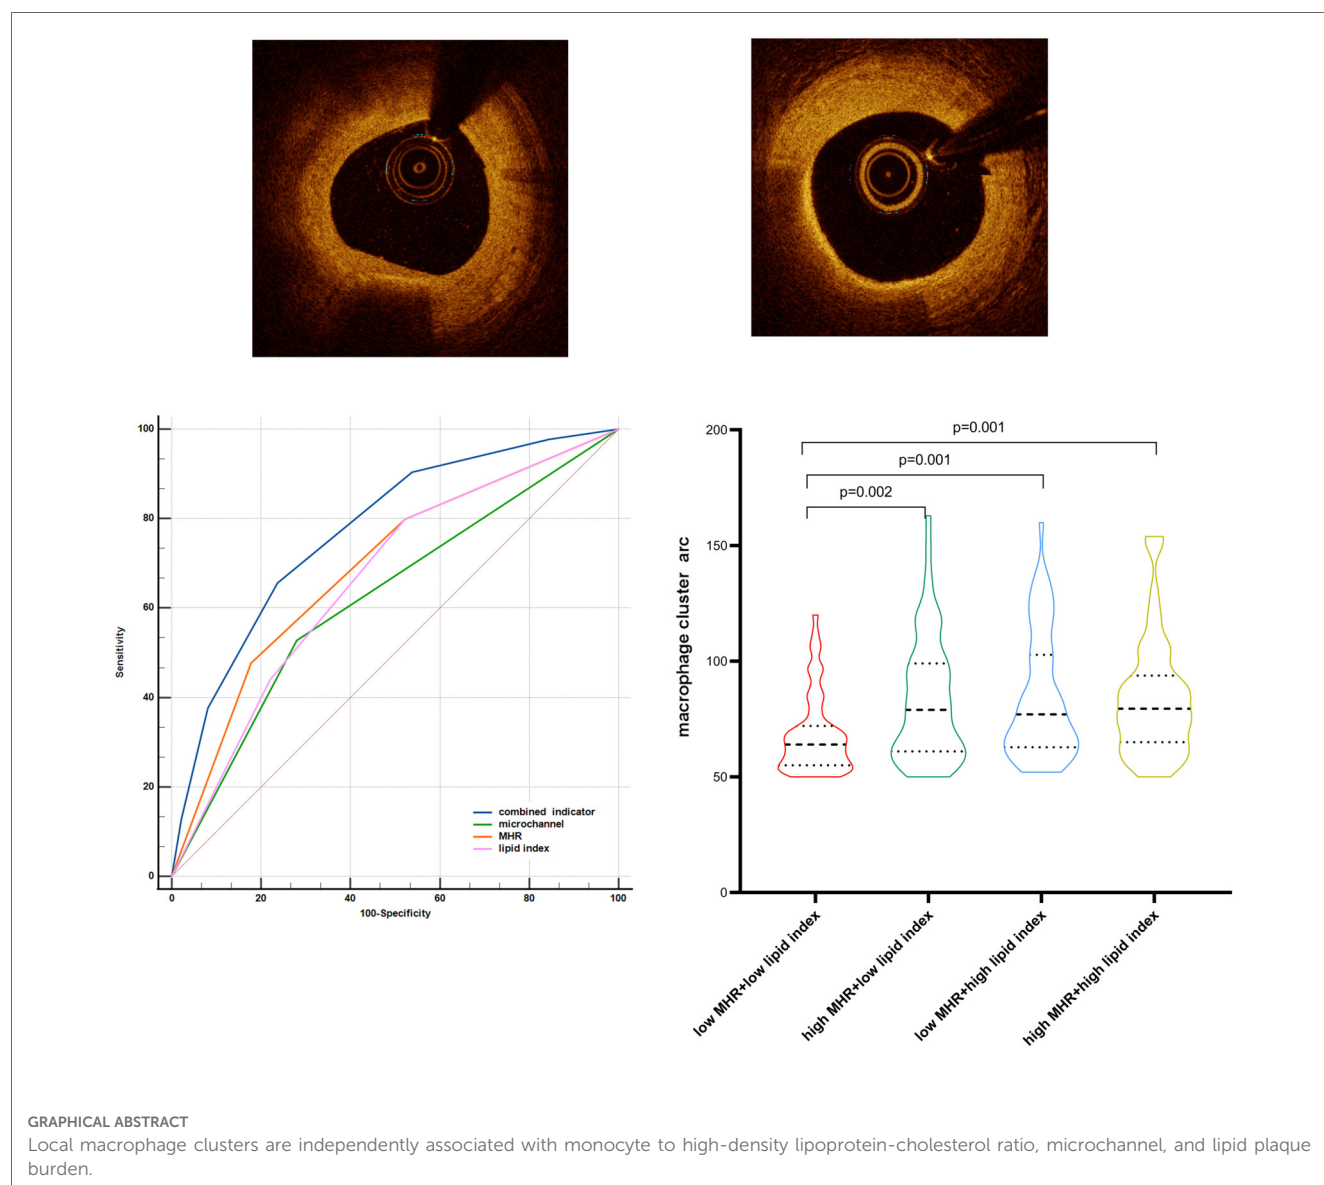 100
80
60
40
20
0
Sensitivity
0 20 40 60 80 100
100-Specificity
combined indicator
microchannel
MHR
lipid index
200
150
100
50
0
macrophage cluster arc
p=0.001
p=0.001
p=0.002
low MHR+low lipid index
high MHR+low lipid index
low MHR+high lipid index
high MHR+high lipid index
GRAPHICAL ABSTRACT
Local macrophage clusters are independently associated with monocyte to high-density lipoprotein-cholesterol ratio, microchannel, and lipid plaque
burden.